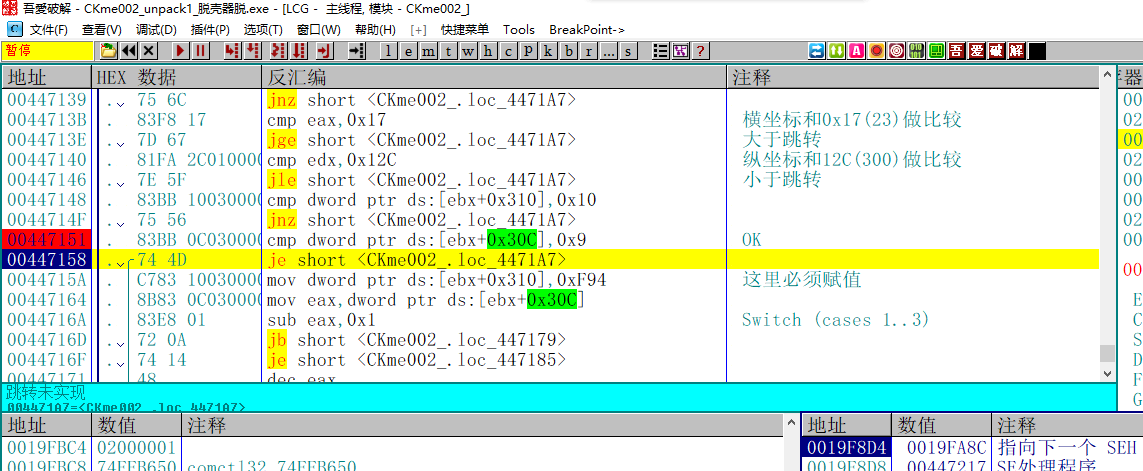 吾愛破解 - CKme002_unpack1_脱壳器脱.exe - [LCG - 主线程, 模块 - CKme002_]
C 文件(F) 查看(V) 调试(D) 插件(P) 选项(T) 窗口(W) 帮助(H) [+] 快捷菜单 Tools BreakPoint->
暂停 l e m t w h c p k b r s ? A 吾 愛 破 解
地址 HEX 数据 反汇编 注释
00447139 75 6C jnz short <CKme002_.loc_4471A7>
0044713B 83F8 17 cmp eax,0x17 横坐标和0x17(23)做比较
0044713E 7D 67 jge short <CKme002_.loc_4471A7> 大于跳转
00447140 81FA 2C010000 cmp edx,0x12C 纵坐标和12C(300)做比较
00447146 7E 5F jle short <CKme002_.loc_4471A7> 小于跳转
00447148 83BB 10030000 cmp dword ptr ds:[ebx+0x310],0x10
0044714F 75 56 jnz short <CKme002_.loc_4471A7>
00447151 83BB 0C030000 cmp dword ptr ds:[ebx+0x30C],0x9 OK
00447158 74 4D je short <CKme002_.loc_4471A7>
0044715A C783 10030000 mov dword ptr ds:[ebx+0x310],0xF94 这里必须赋值
00447164 8B83 0C030000 mov eax,dword ptr ds:[ebx+0x30C]
0044716A 83E8 01 sub eax,0x1 Switch (cases 1..3)
0044716D 72 0A jb short <CKme002_.loc_447179>
0044716F 74 14 je short <CKme002_.loc_447185>
00447171 48 dec eax
跳转未实现
004471A7=<CKme002_.loc_4471A7>
地址 数值 注释
0019FBC4 02000001
0019FBC8 74FFB650 comctl32.74FFB650
地址 数值 注释
0019F8D4 0019FA8C 指向下一个 SEH
0019F8D8 00447217 SE处理程序